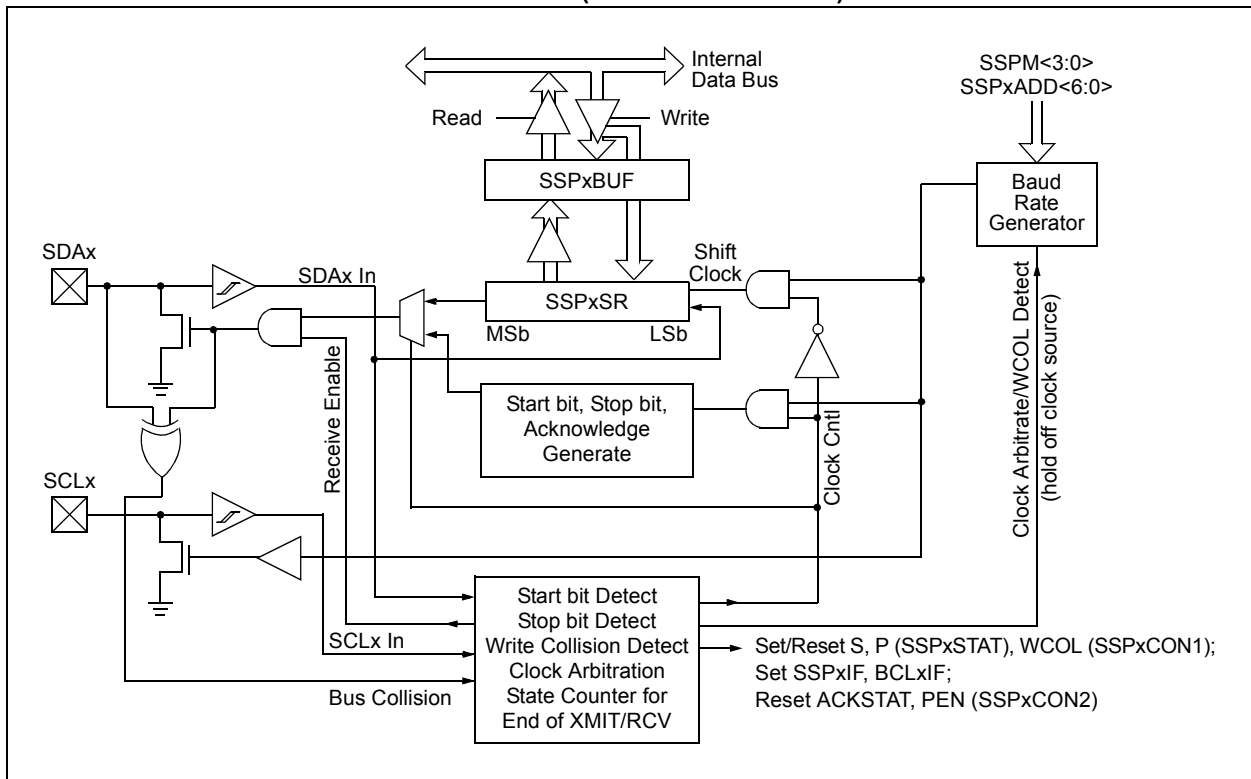 Internal
Data Bus
SSPM<3:0>
SSPxADD<6:0>
Read
Write
SSPxBUF
Baud
Rate
Generator
SDAx
SDAx In
Shift
Clock
SSPxSR
MSb
LSb
Start bit, Stop bit,
Acknowledge
Generate
Receive Enable
Clock Cntl
Clock Arbitrate/WCOL Detect
(hold off clock source)
SCLx
SCLx In
Bus Collision
Start bit Detect
Stop bit Detect
Write Collision Detect
Clock Arbitration
State Counter for
End of XMIT/RCV
Set/Reset S, P (SSPxSTAT), WCOL (SSPxCON1);
Set SSPxIF, BCLxIF;
Reset ACKSTAT, PEN (SSPxCON2)